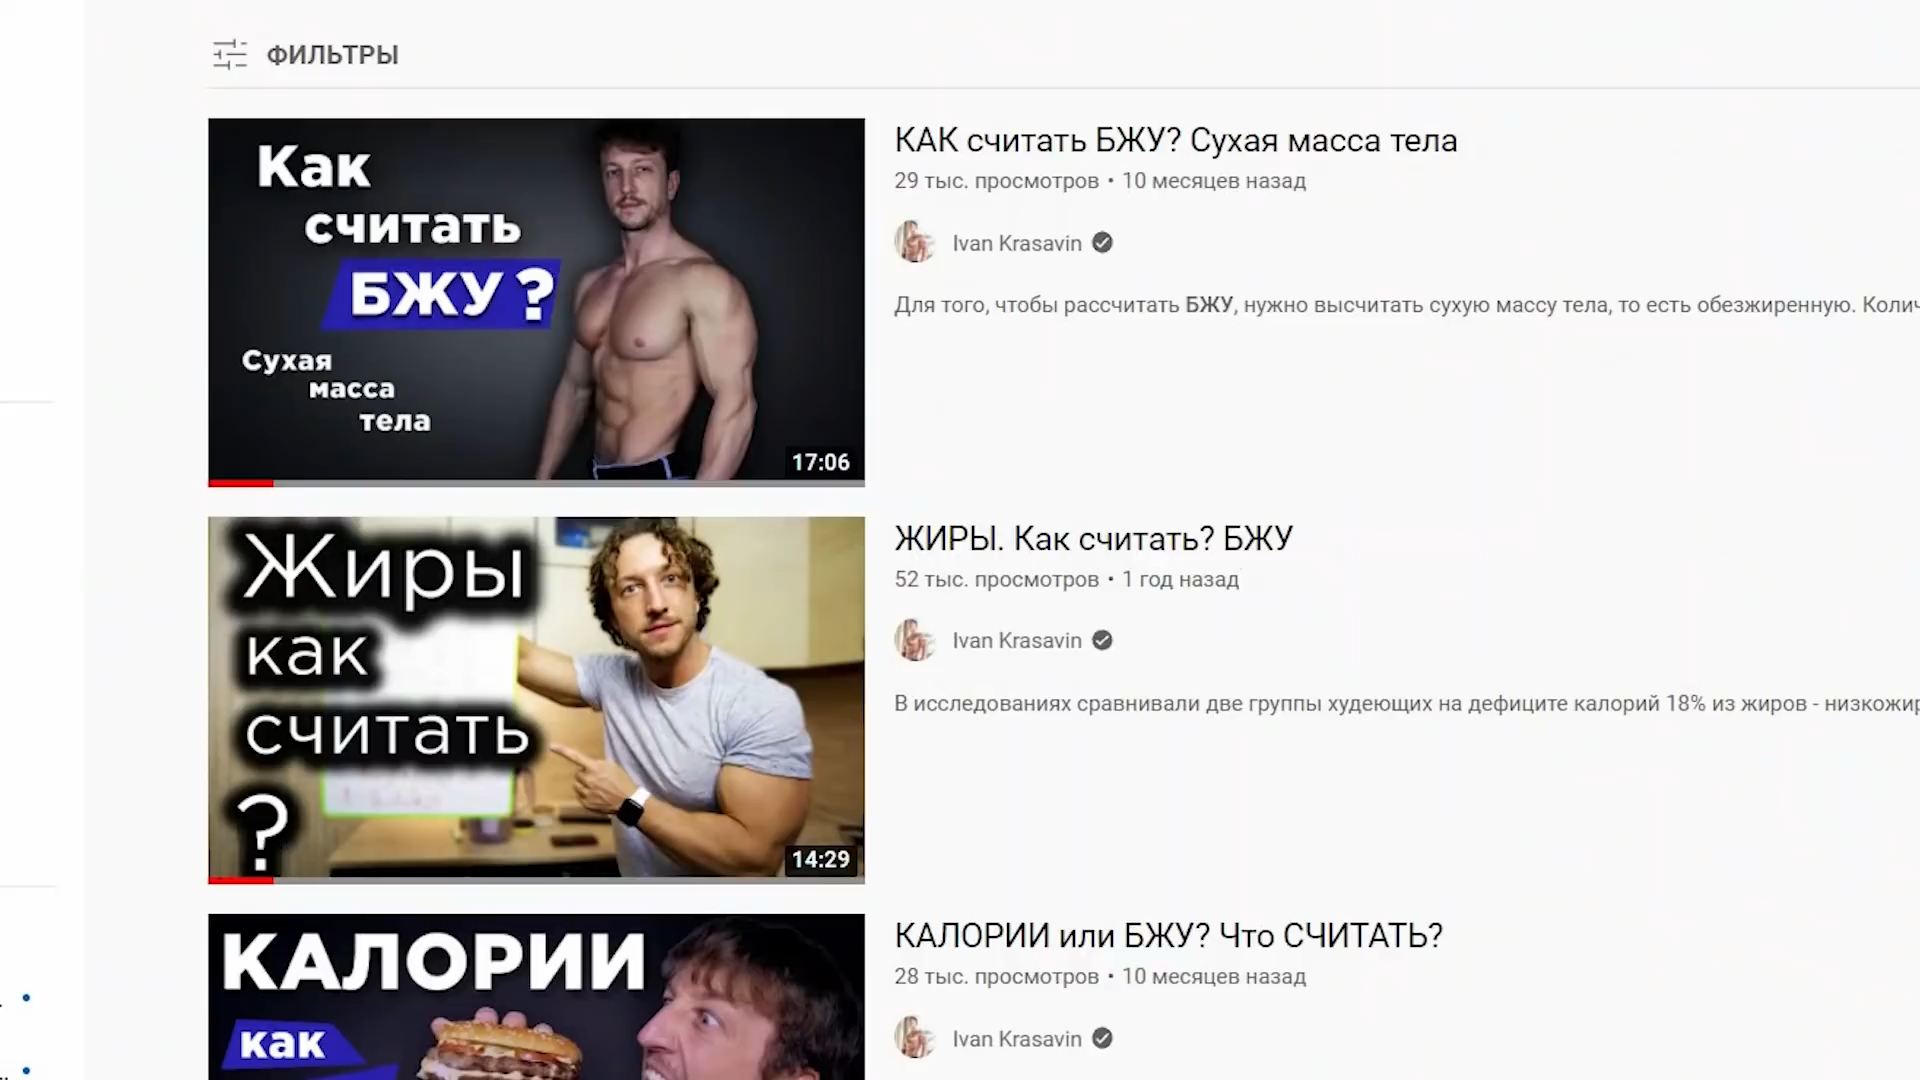 ФИЛЬТРЫ
Как
считать
БЖУ?
Сухая
масса
тела
17:06
КАК считать БЖУ? Сухая масса тела
29 тыс. просмотров • 10 месяцев назад
Ivan Krasavin
Для того, чтобы рассчитать БЖУ, нужно высчитать сухую массу тела, то есть обезжиренную. Колич
Жиры
как
считать
?
14:29
ЖИРЫ. Как считать? БЖУ
52 тыс. просмотров • 1 год назад
Ivan Krasavin
В исследованиях сравнивали две группы худеющих на дефиците калорий 18% из жиров - низкожир
КАЛОРИИ
как
КАЛОРИИ или БЖУ? Что СЧИТАТЬ?
28 тыс. просмотров • 10 месяцев назад
Ivan Krasavin